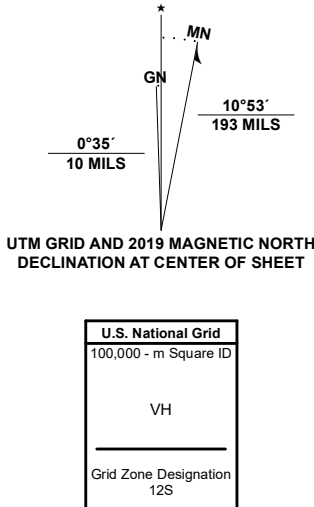 ★
MN
GN
0°35´
10 MILS
10°53´
193 MILS
UTM GRID AND 2019 MAGNETIC NORTH
DECLINATION AT CENTER OF SHEET
U.S. National Grid
100,000 - m Square ID
VH
Grid Zone Designation
12S